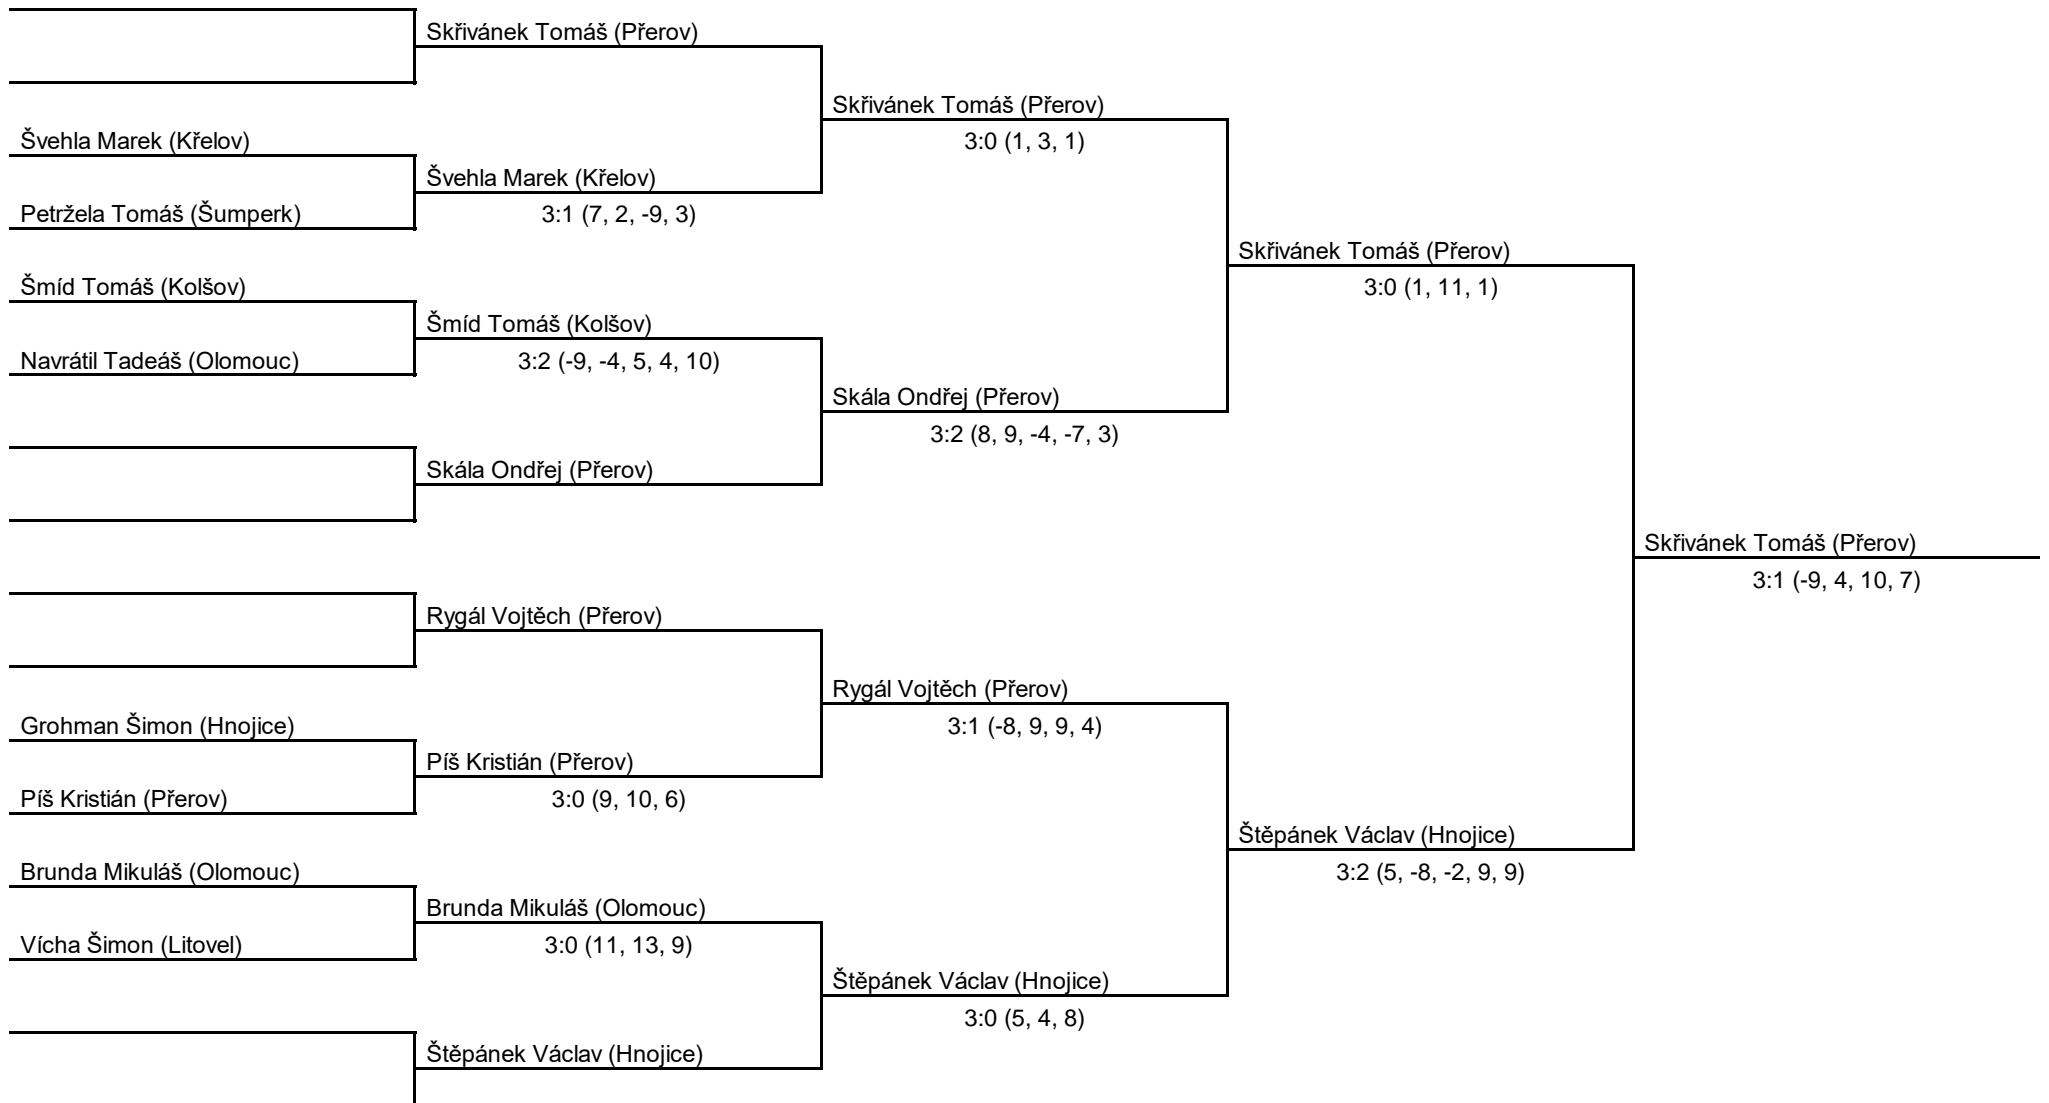 Skřivánek Tomáš (Přerov)
Skřivánek Tomáš (Přerov)
Švehla Marek (Křelov)
3:0 (1, 3, 1)
Švehla Marek (Křelov)
Petržela Tomáš (Šumperk)
3:1 (7, 2, -9, 3)
Skřivánek Tomáš (Přerov)
Šmíd Tomáš (Kolšov)
3:0 (1, 11, 1)
Šmíd Tomáš (Kolšov)
Navrátil Tadeáš (Olomouc)
3:2 (-9, -4, 5, 4, 10)
Skála Ondřej (Přerov)
3:2 (8, 9, -4, -7, 3)
Skála Ondřej (Přerov)
Skřivánek Tomáš (Přerov)
3:1 (-9, 4, 10, 7)
Rygál Vojtěch (Přerov)
Rygál Vojtěch (Přerov)
Grohman Šimon (Hnojice)
3:1 (-8, 9, 9, 4)
Píš Kristián (Přerov)
Píš Kristián (Přerov)
3:0 (9, 10, 6)
Štěpánek Václav (Hnojice)
Brunda Mikuláš (Olomouc)
3:2 (5, -8, -2, 9, 9)
Brunda Mikuláš (Olomouc)
Vícha Šimon (Litovel)
3:0 (11, 13, 9)
Štěpánek Václav (Hnojice)
3:0 (5, 4, 8)
Štěpánek Václav (Hnojice)